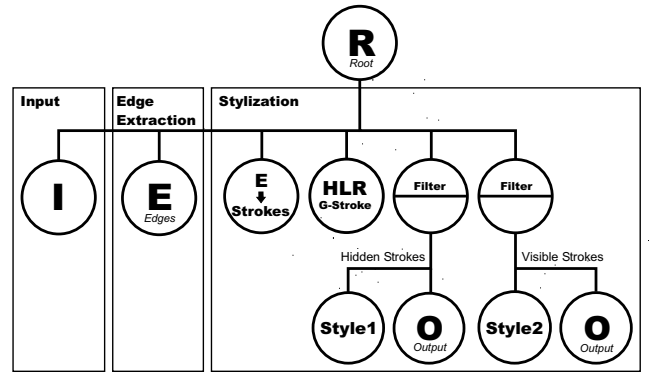 R
Root
Input
Edge
Extraction
Stylization
I
E
Edges
E
Strokes
HLR
G-Stroke
Filter
Filter
Hidden Strokes
Visible Strokes
Style1
O
Output
Style2
O
Output